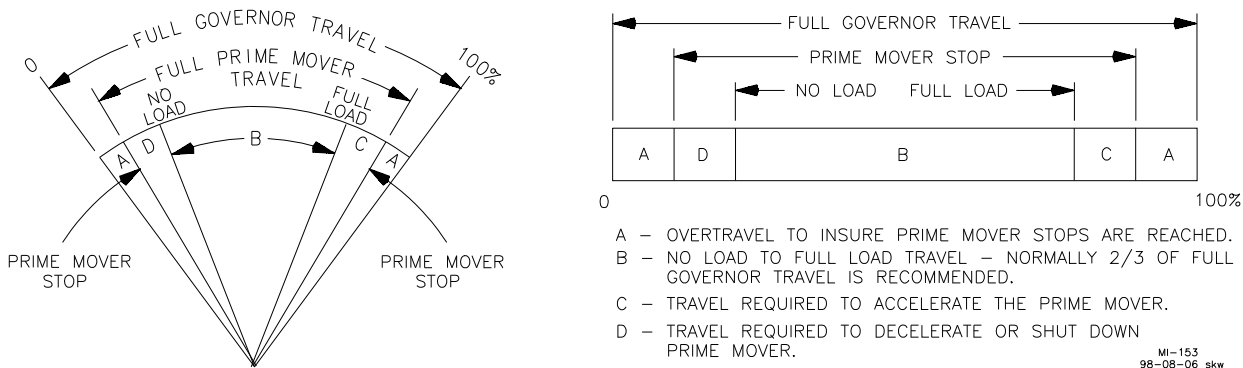 FULL GOVERNOR TRAVEL
0
100%
FULL PRIME MOVER
TRAVEL
NO
LOAD
FULL
LOAD
A
D
B
C
A
PRIME MOVER
STOP
PRIME MOVER
STOP
FULL GOVERNOR TRAVEL
PRIME MOVER STOP
NO LOAD FULL LOAD
A D B C A
0 100%
A – OVERTRAVEL TO INSURE PRIME MOVER STOPS ARE REACHED.
B – NO LOAD TO FULL LOAD TRAVEL – NORMALLY 2/3 OF FULL
GOVERNOR TRAVEL IS RECOMMENDED.
C – TRAVEL REQUIRED TO ACCELERATE THE PRIME MOVER.
D – TRAVEL REQUIRED TO DECELERATE OR SHUT DOWN
PRIME MOVER.
MI–153
98–08–06 skw